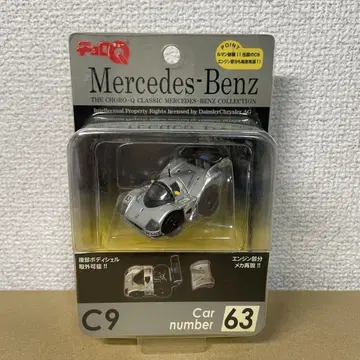 チョロQ
POINT
Mercedes-Benz
THE CHORO-Q CLASSIC MERCEDES-BENZ COLLECTION
Intellectual Property Rights licensed by DaimlerChrysler AG
後部ボディシェル
取外可能!!
エンジン部分
メカ再現!!
C9
Car
number
63